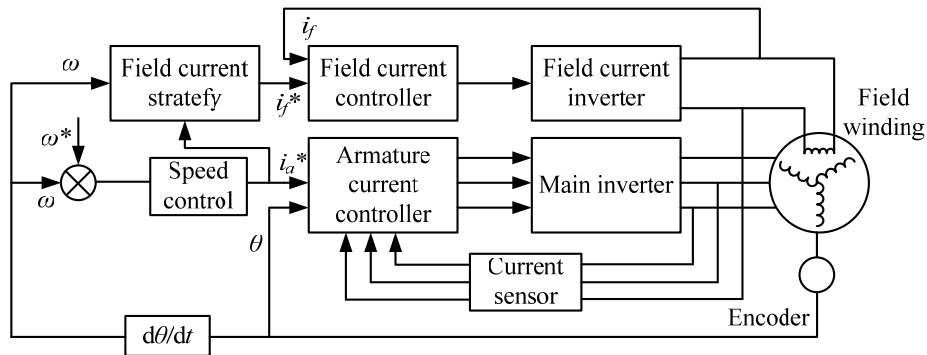 i_f
ω
Field current
stratefy
i_f*
Field current
controller
Field current
inverter
Field
winding
ω*
ω
Speed
control
i_a*
Armature
current
controller
Main inverter
θ
Current
sensor
Encoder
dθ/dt